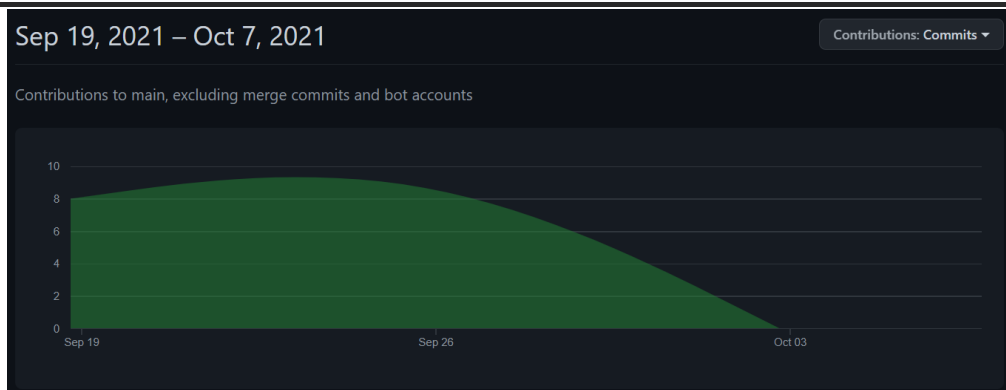 Sep 19, 2021 – Oct 7, 2021
Contributions: Commits
Contributions to main, excluding merge commits and bot accounts
10
8
6
4
2
0
Sep 19 Sep 26 Oct 03